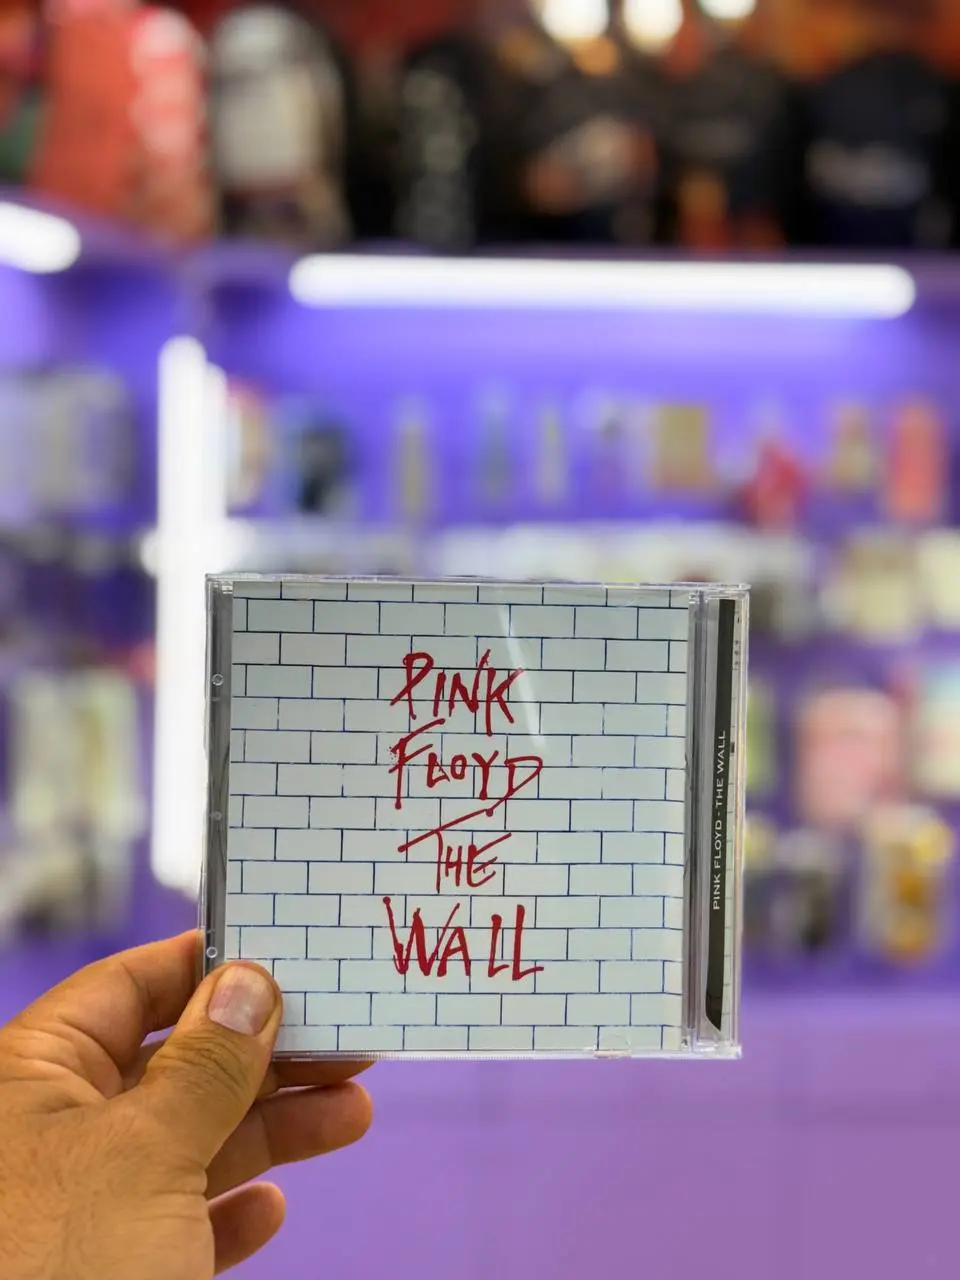 PINK
FLOYD
THE
WALL
PINK FLOYD - THE WALL